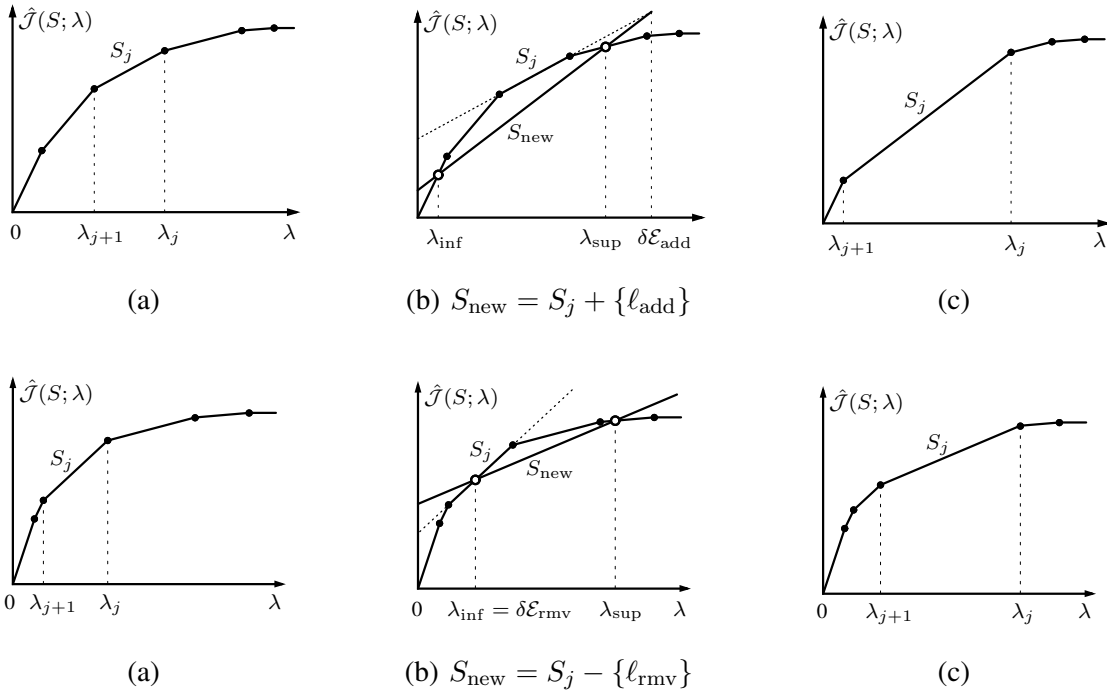 Ĵ(S; λ)
S_j
0
λ_{j+1}
λ_j
λ
(a)
Ĵ(S; λ)
S_j
S_new
λ_inf
λ_sup
δℰ_add
(b) S_new = S_j + {ℓ_add}
Ĵ(S; λ)
S_j
λ_{j+1}
λ_j
λ
(c)
Ĵ(S; λ)
S_j
0
λ_{j+1}
λ_j
λ
(a)
Ĵ(S; λ)
S_j
S_new
0
λ_inf = δℰ_rmv
λ_sup
λ
(b) S_new = S_j − {ℓ_rmv}
Ĵ(S; λ)
S_j
0
λ_{j+1}
λ_j
λ
(c)